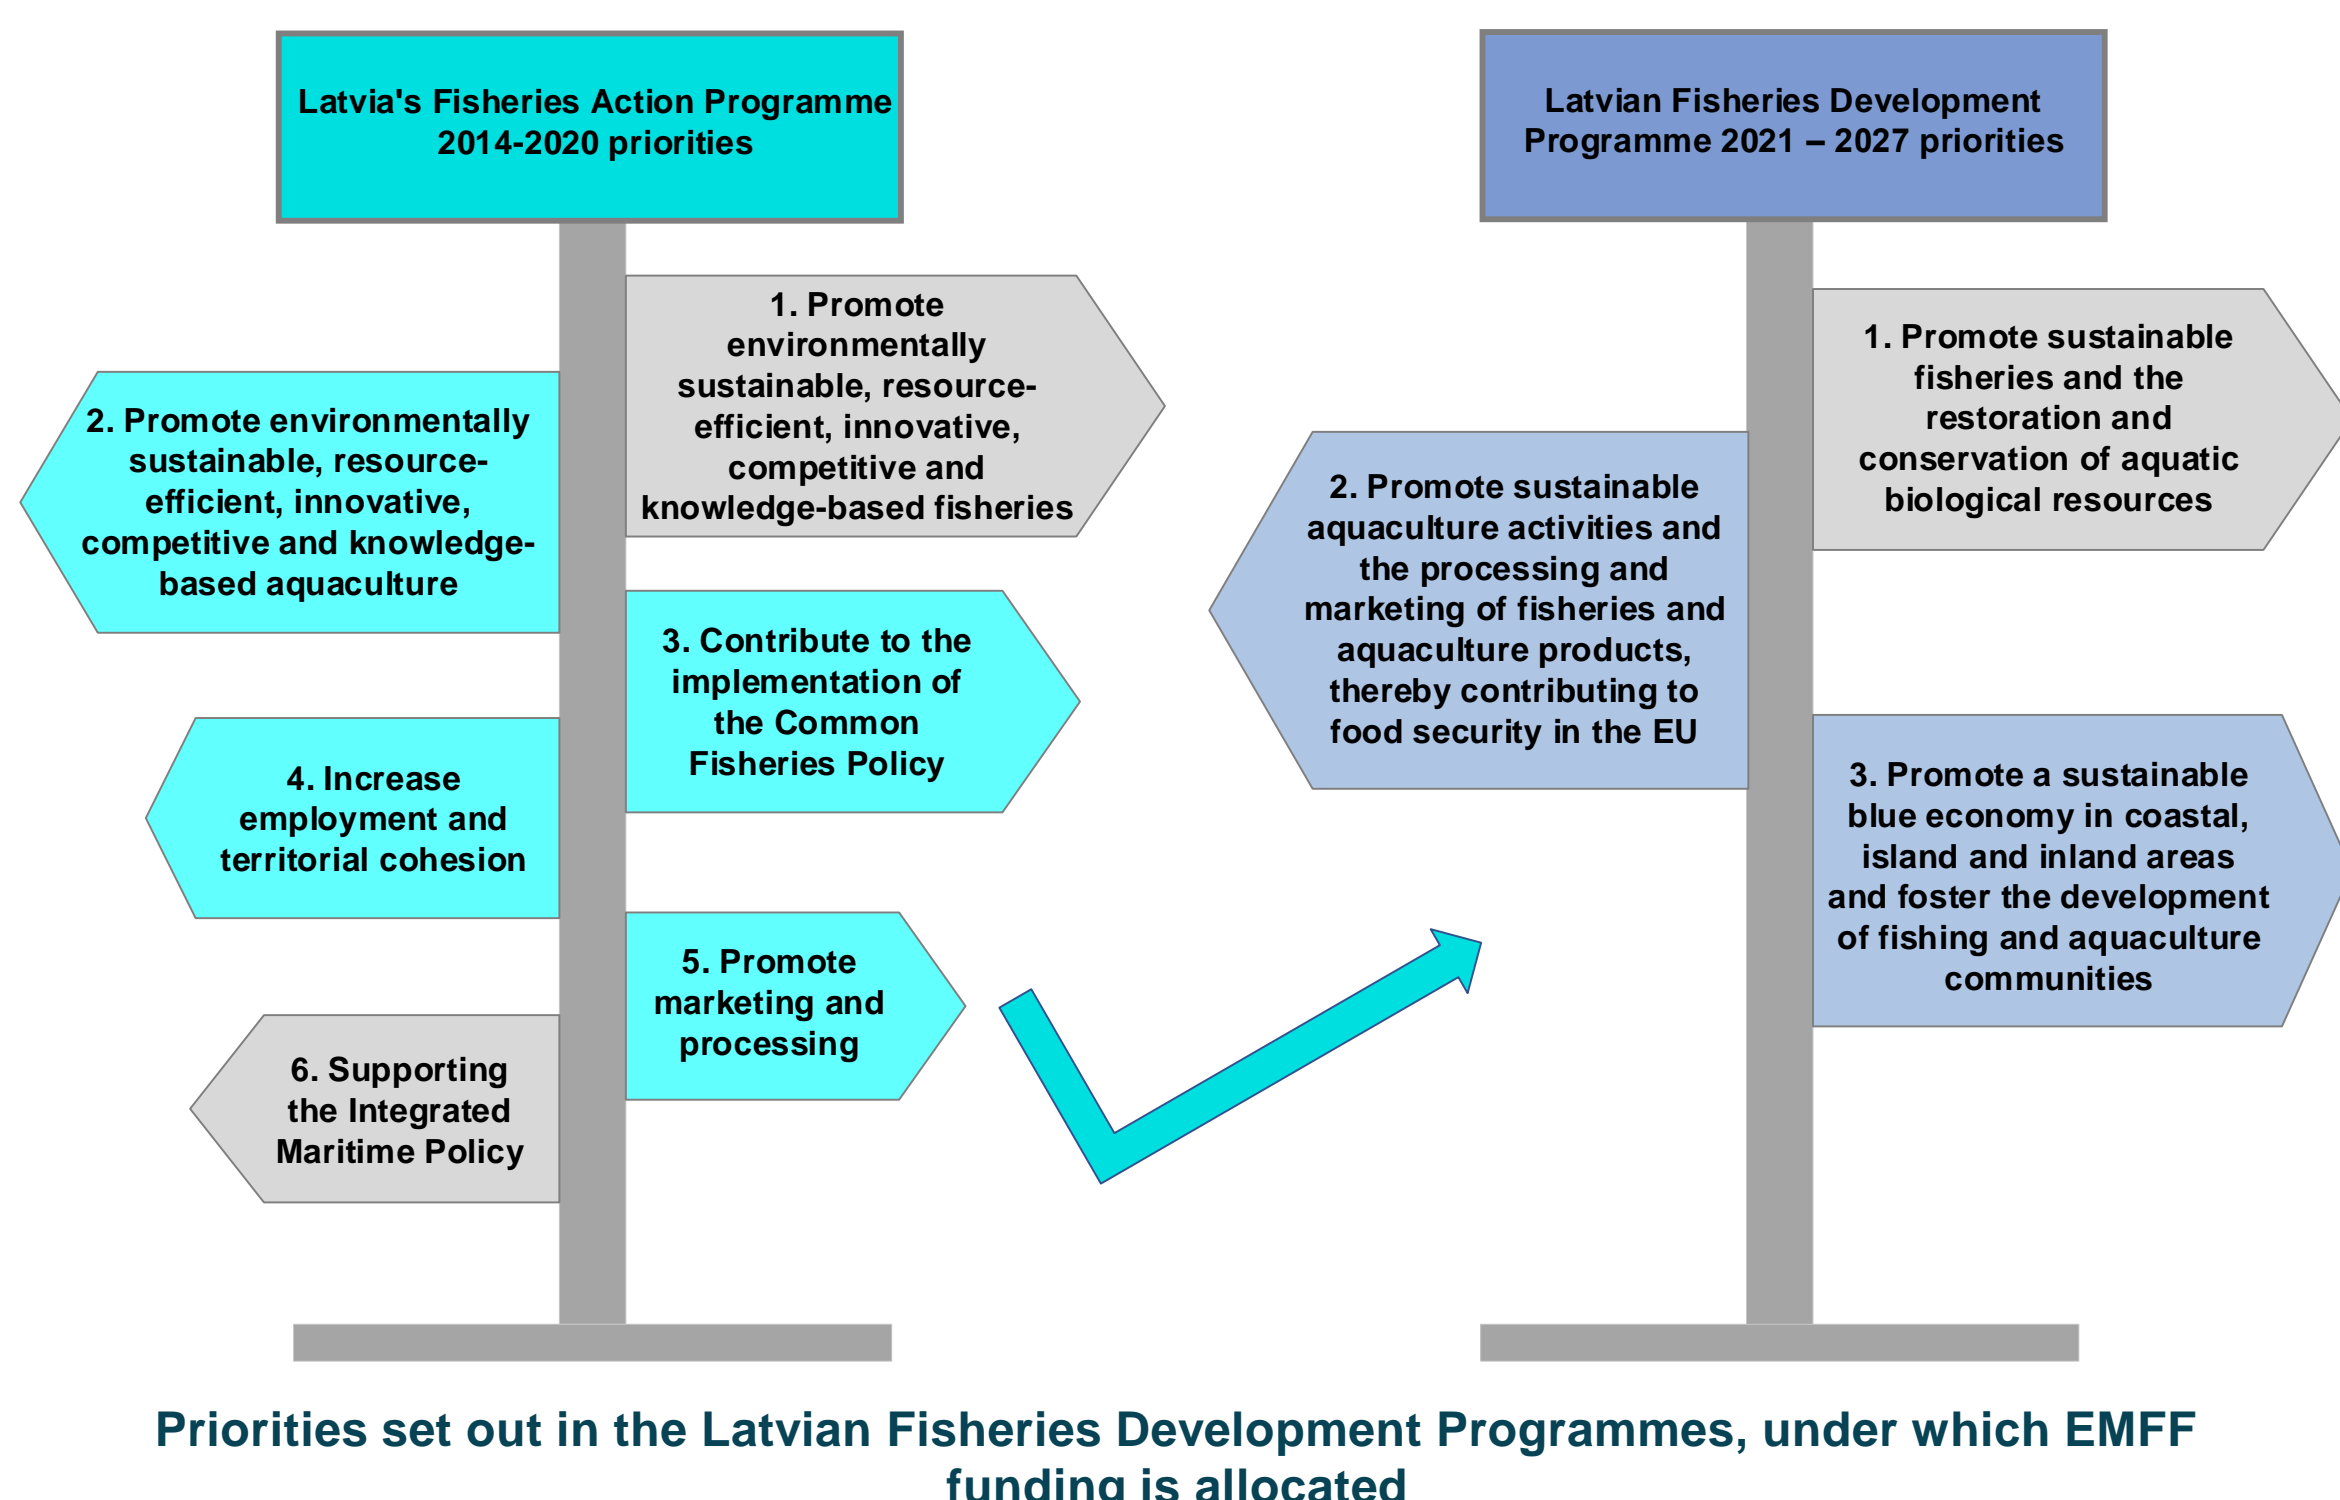 Latvia's Fisheries Action Programme
2014-2020 priorities
1. Promote
environmentally
sustainable, resource-
efficient, innovative,
competitive and
knowledge-based fisheries
2. Promote environmentally
sustainable, resource-
efficient, innovative,
competitive and knowledge-
based aquaculture
3. Contribute to the
implementation of
the Common
Fisheries Policy
4. Increase
employment and
territorial cohesion
5. Promote
marketing and
processing
6. Supporting
the Integrated
Maritime Policy
Latvian Fisheries Development
Programme 2021 – 2027 priorities
1. Promote sustainable
fisheries and the
restoration and
conservation of aquatic
biological resources
2. Promote sustainable
aquaculture activities and
the processing and
marketing of fisheries and
aquaculture products,
thereby contributing to
food security in the EU
3. Promote a sustainable
blue economy in coastal,
island and inland areas
and foster the development
of fishing and aquaculture
communities
Priorities set out in the Latvian Fisheries Development Programmes, under which EMFF
funding is allocated